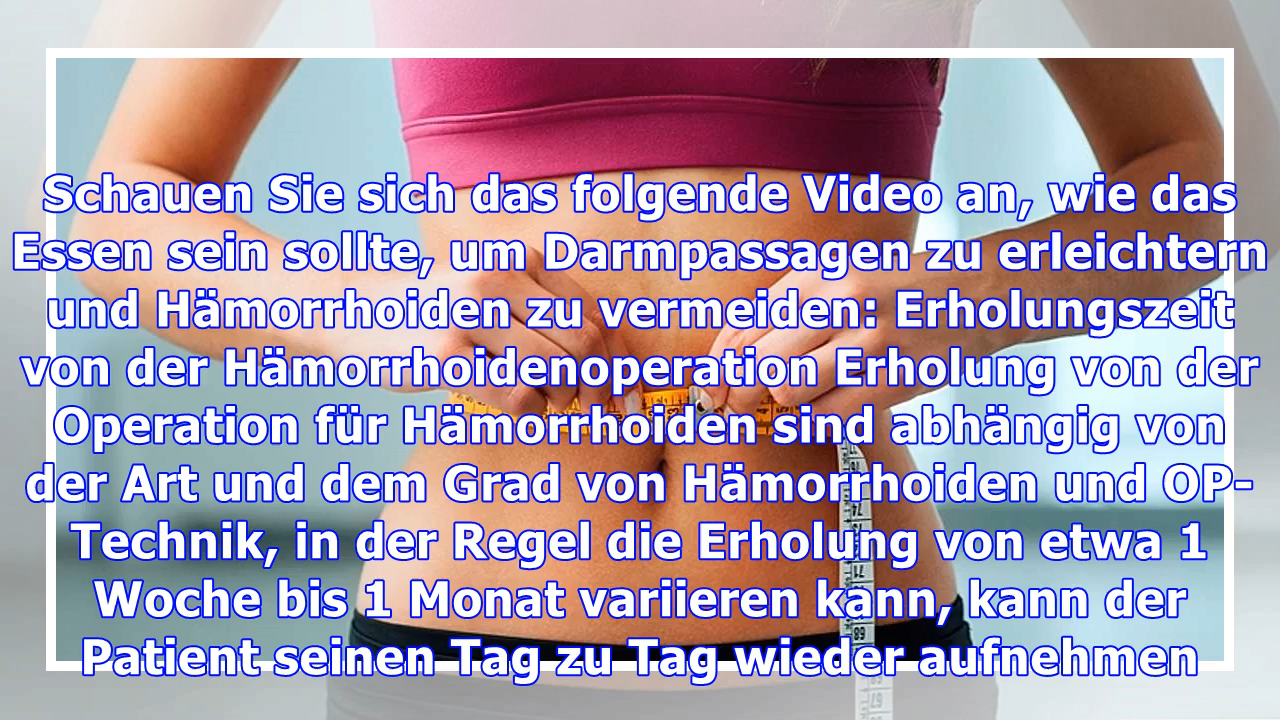 Schauen Sie sich das folgende Video an, wie das
Essen sein sollte, um Darmpassagen zu erleichtern
und Hämorrhoiden zu vermeiden: Erholungszeit
von der Hämorrhoidenoperation Erholung von der
Operation für Hämorrhoiden sind abhängig von
der Art und dem Grad von Hämorrhoiden und OP-
Technik, in der Regel die Erholung von etwa 1
Woche bis 1 Monat variieren kann, kann der
Patient seinen Tag zu Tag wieder aufnehmen